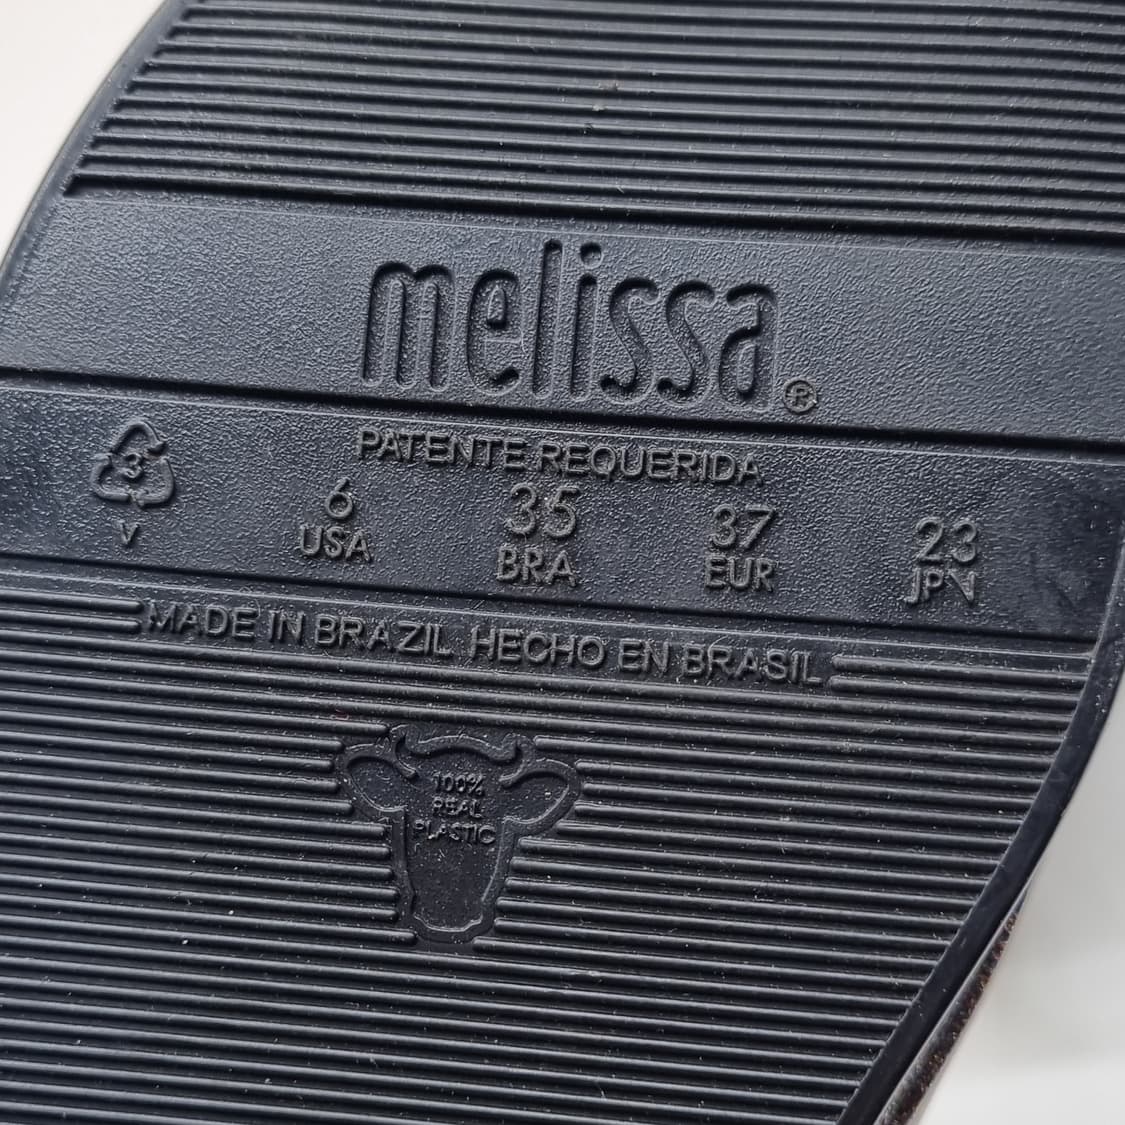 melissa®
PATENTE REQUERIDA
3
V
6 35 37 23
USA BRA EUR JPN
MADE IN BRAZIL HECHO EN BRASIL
100%
REAL
PLASTIC